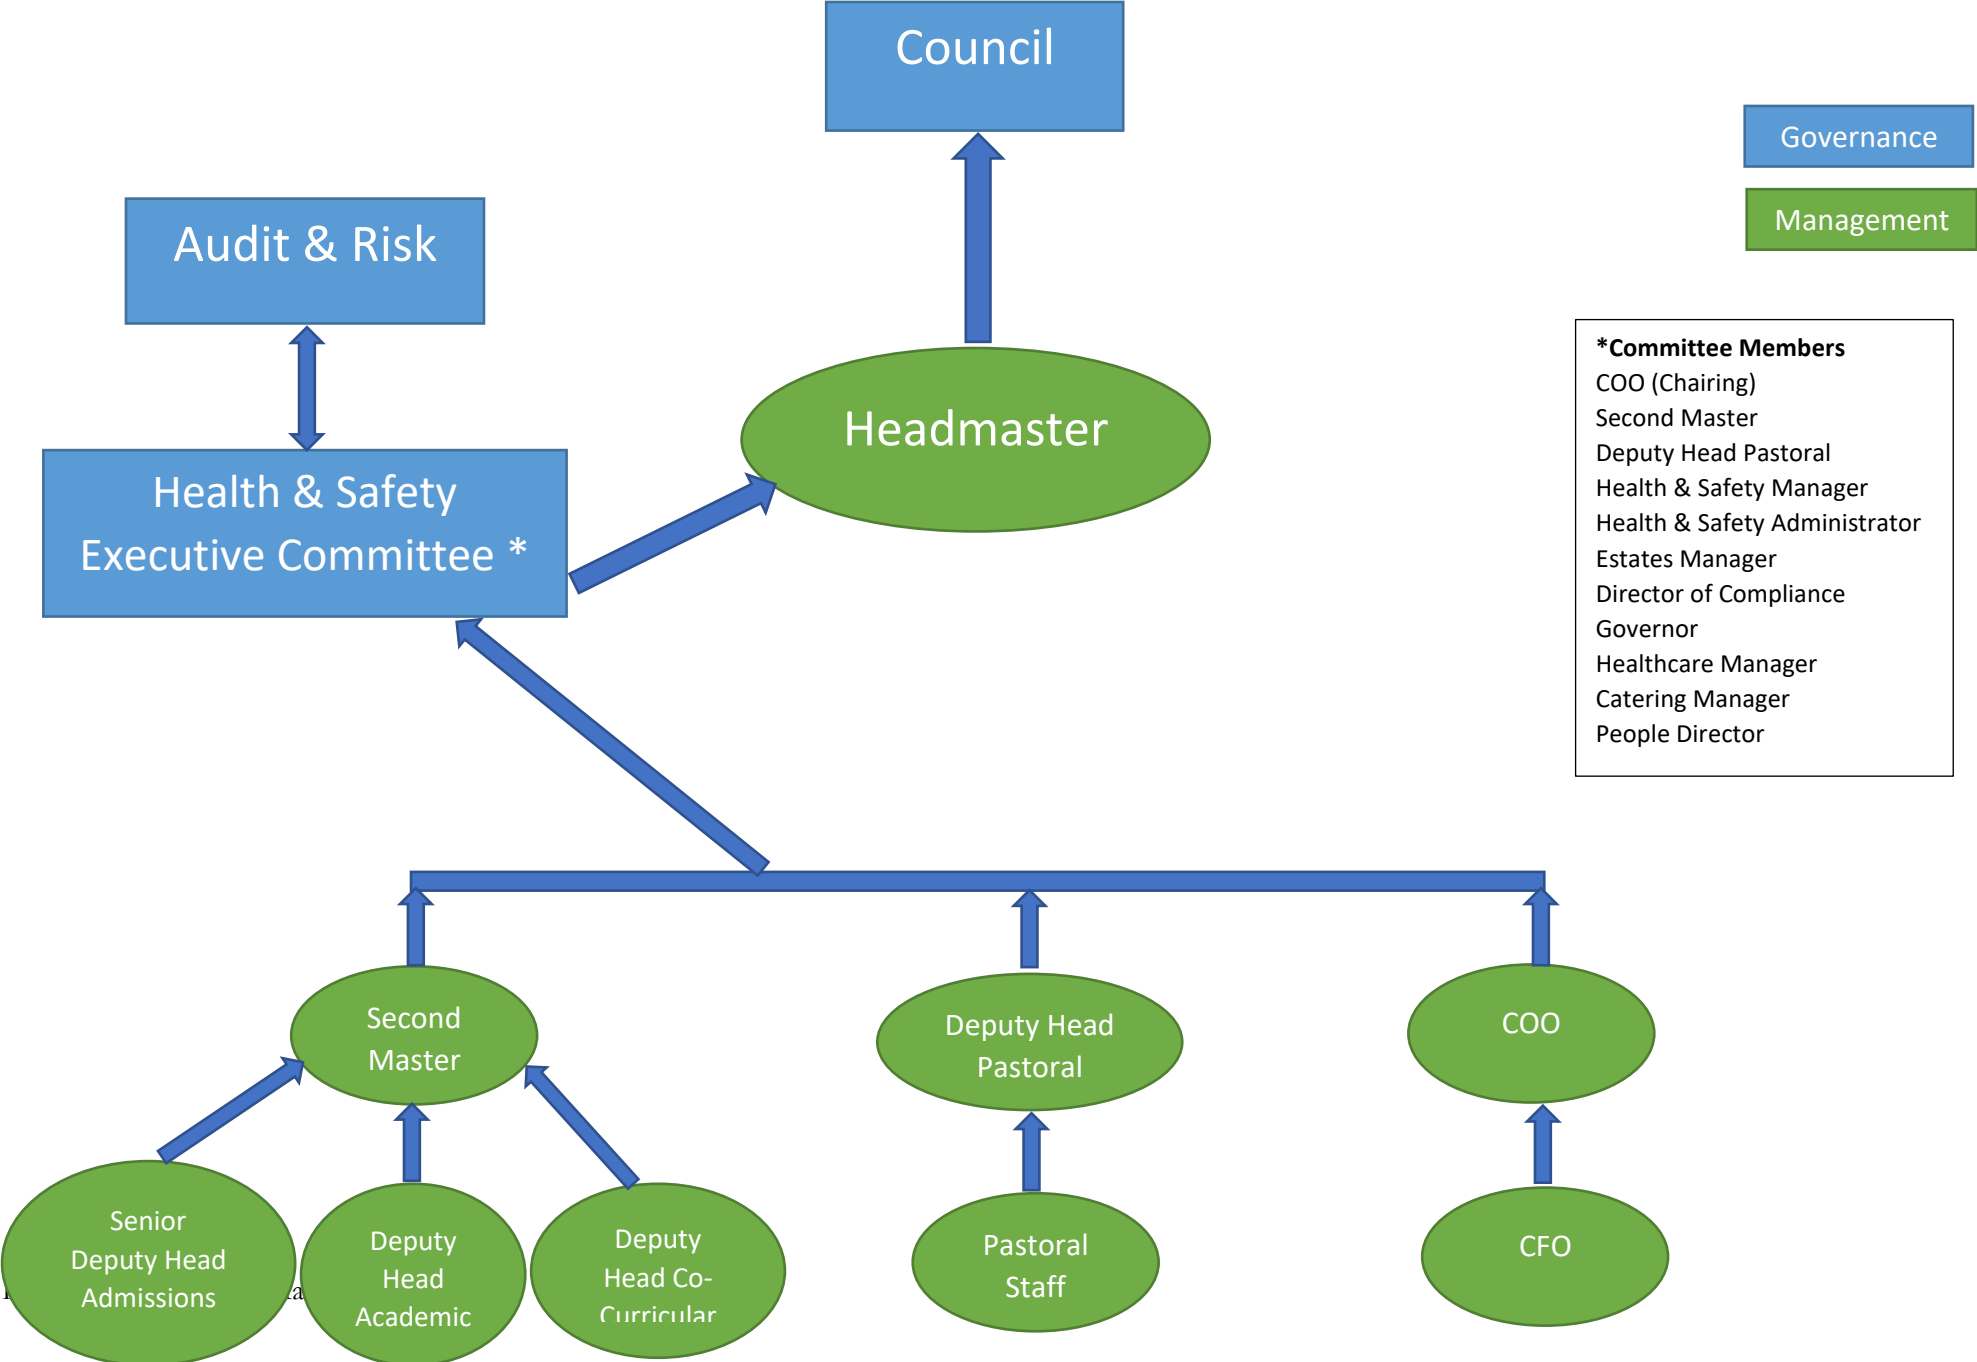 Council
Governance
Management
Audit & Risk
Headmaster
Health & Safety
Executive Committee *
*Committee Members
COO (Chairing)
Second Master
Deputy Head Pastoral
Health & Safety Manager
Health & Safety Administrator
Estates Manager
Director of Compliance
Governor
Healthcare Manager
Catering Manager
People Director
Second
Master
Deputy Head
Pastoral
COO
Senior
Deputy Head
Admissions
Deputy
Head
Academic
Deputy
Head Co-
Curricular
Pastoral
Staff
CFO